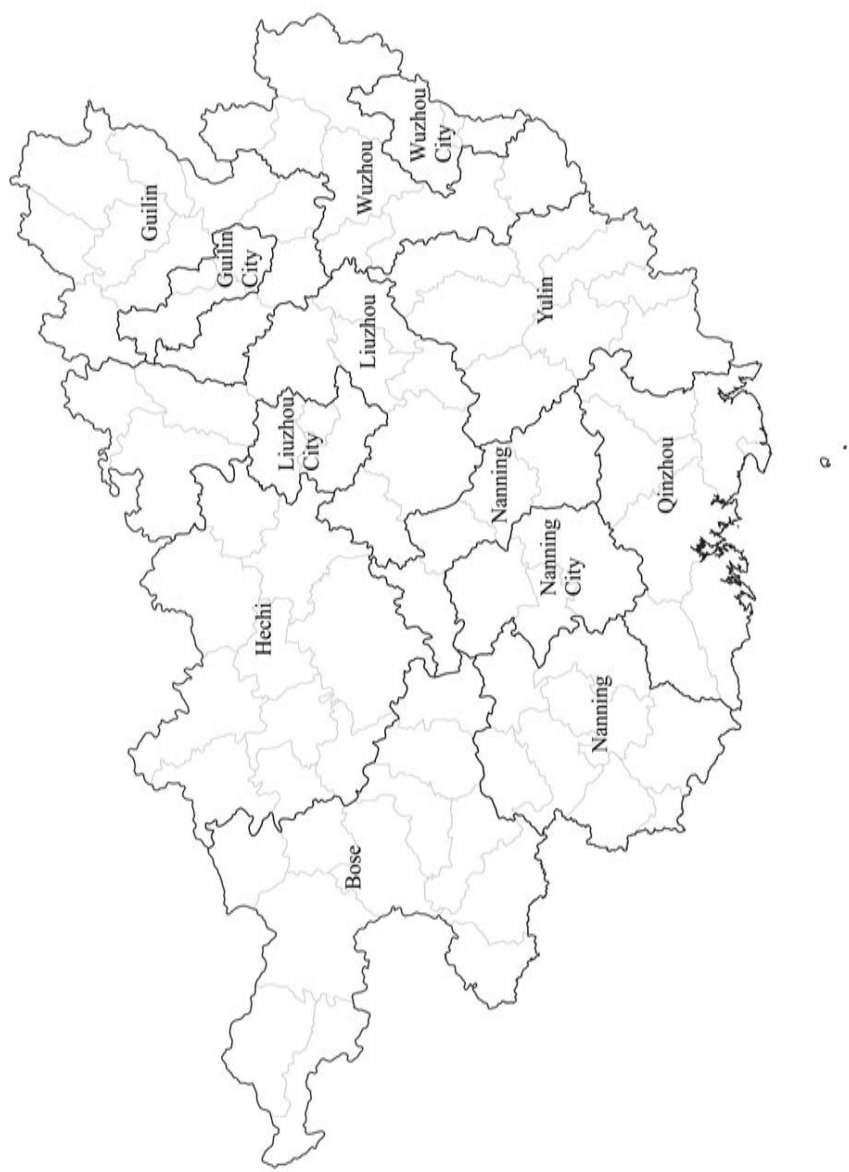 Guilin
Guilin
City
Wuzhou
Wuzhou
City
Liuzhou
Liuzhou
City
Yulin
Hechi
Nanning
Nanning
City
Qinzhou
Bose
Nanning